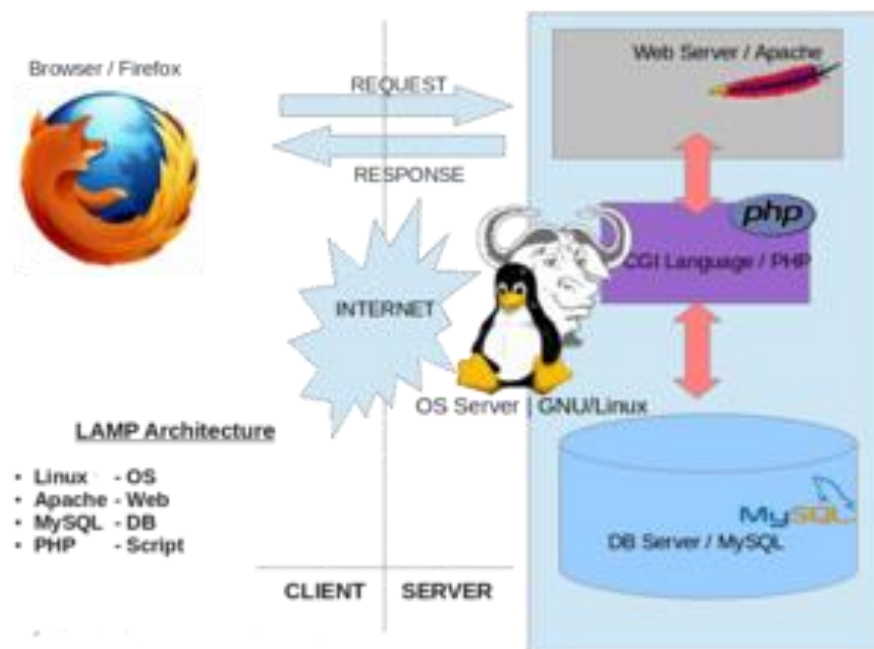 Browser / Firefox
REQUEST
RESPONSE
INTERNET
Web Server / Apache
php
CGI Language / PHP
OS Server | GNU/Linux
MySQL
DB Server / MySQL
LAMP Architecture
• Linux - OS
• Apache - Web
• MySQL - DB
• PHP - Script
CLIENT SERVER